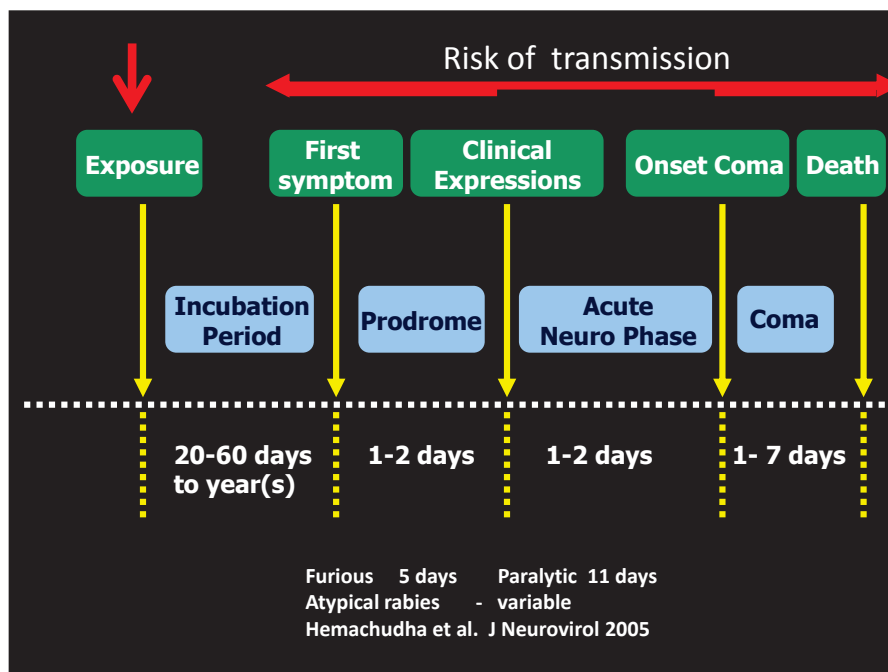 Risk of transmission
Exposure
First
symptom
Clinical
Expressions
Onset Coma
Death
Incubation
Period
Prodrome
Acute
Neuro Phase
Coma
20-60 days
to year(s)
1-2 days
1-2 days
1- 7 days
Furious 5 days Paralytic 11 days
Atypical rabies - variable
Hemachudha et al. J Neurovirol 2005